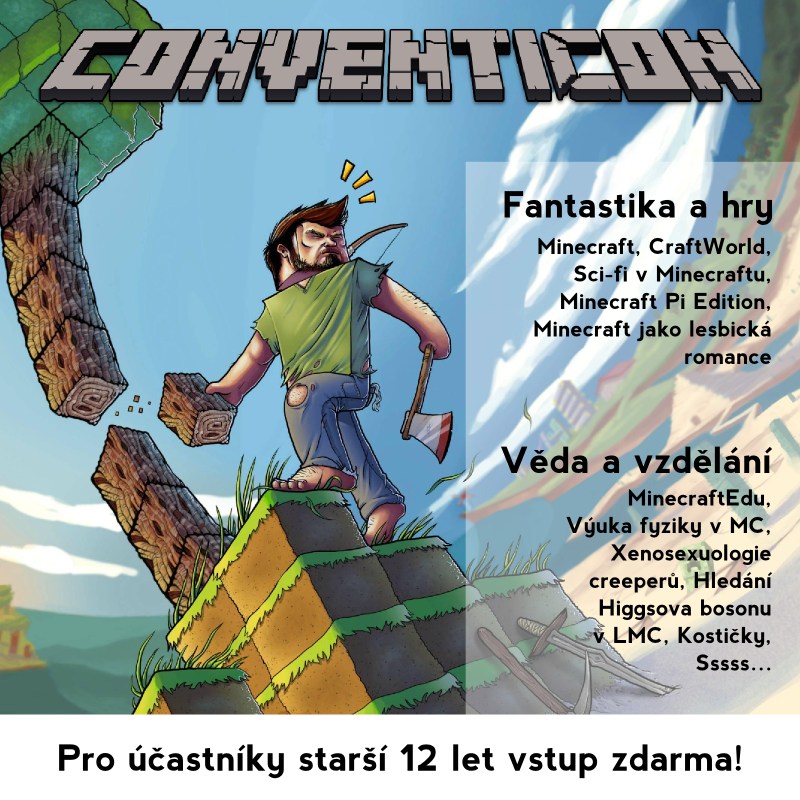 CONVENTICON
Fantastika a hry
Minecraft, CraftWorld,
Sci-fi v Minecraftu,
Minecraft Pi Edition,
Minecraft jako lesbická
romance
Věda a vzdělání
MinecraftEdu,
Výuka fyziky v MC,
Xenosexuologie
creeperů, Hledání
Higgsova bosonu
v LMC, Kostičky,
Sssss...
Pro účastníky starší 12 let vstup zdarma!